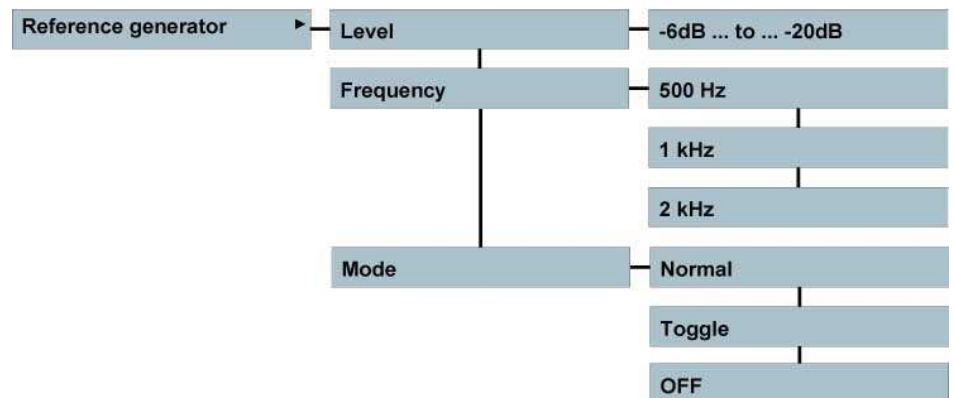 Reference generator
Level
-6dB ... to ... -20dB
Frequency
500 Hz
1 kHz
2 kHz
Mode
Normal
Toggle
OFF